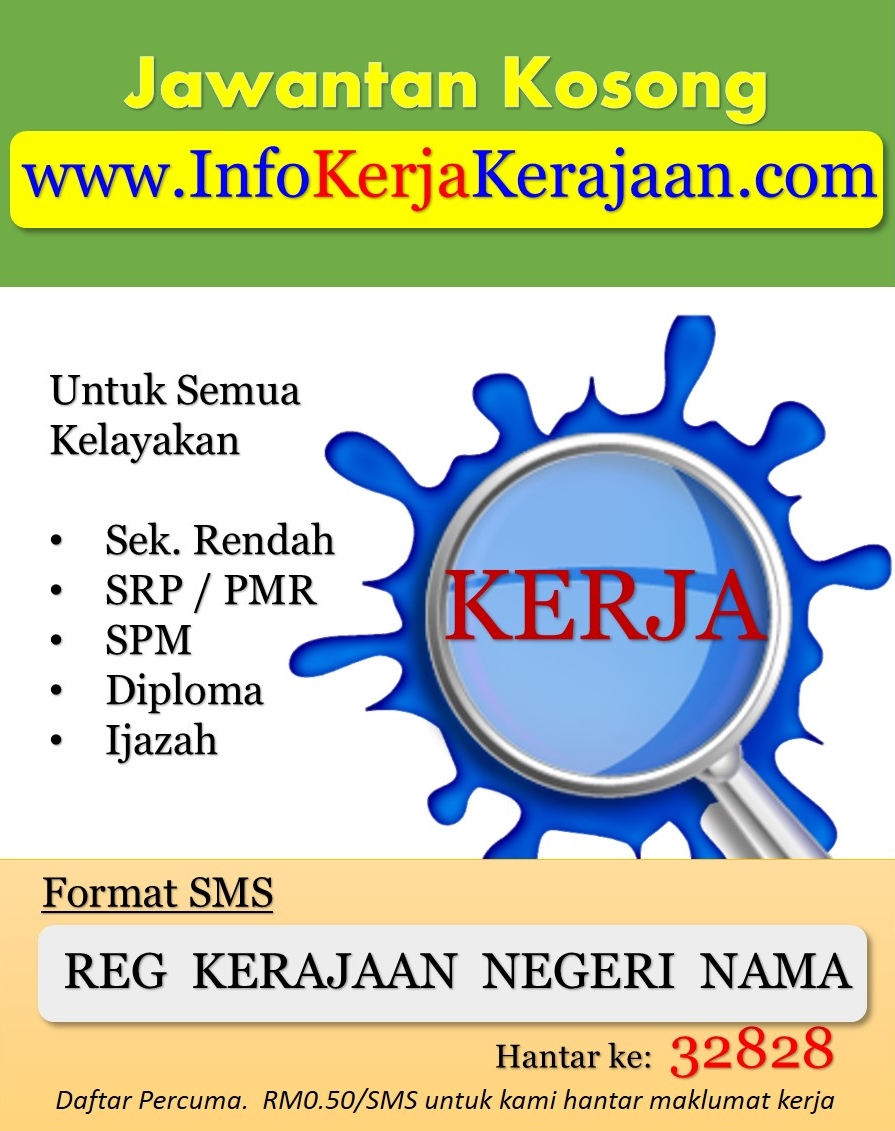 Jawantan Kosong
www.InfoKerjaKerajaan.com
Untuk Semua
Kelayakan
• Sek. Rendah
• SRP / PMR
• SPM
• Diploma
• Ijazah
KERJA
Format SMS
REG KERAJAAN NEGERI NAMA
Hantar ke: 32828
Daftar Percuma. RM0.50/SMS untuk kami hantar maklumat kerja